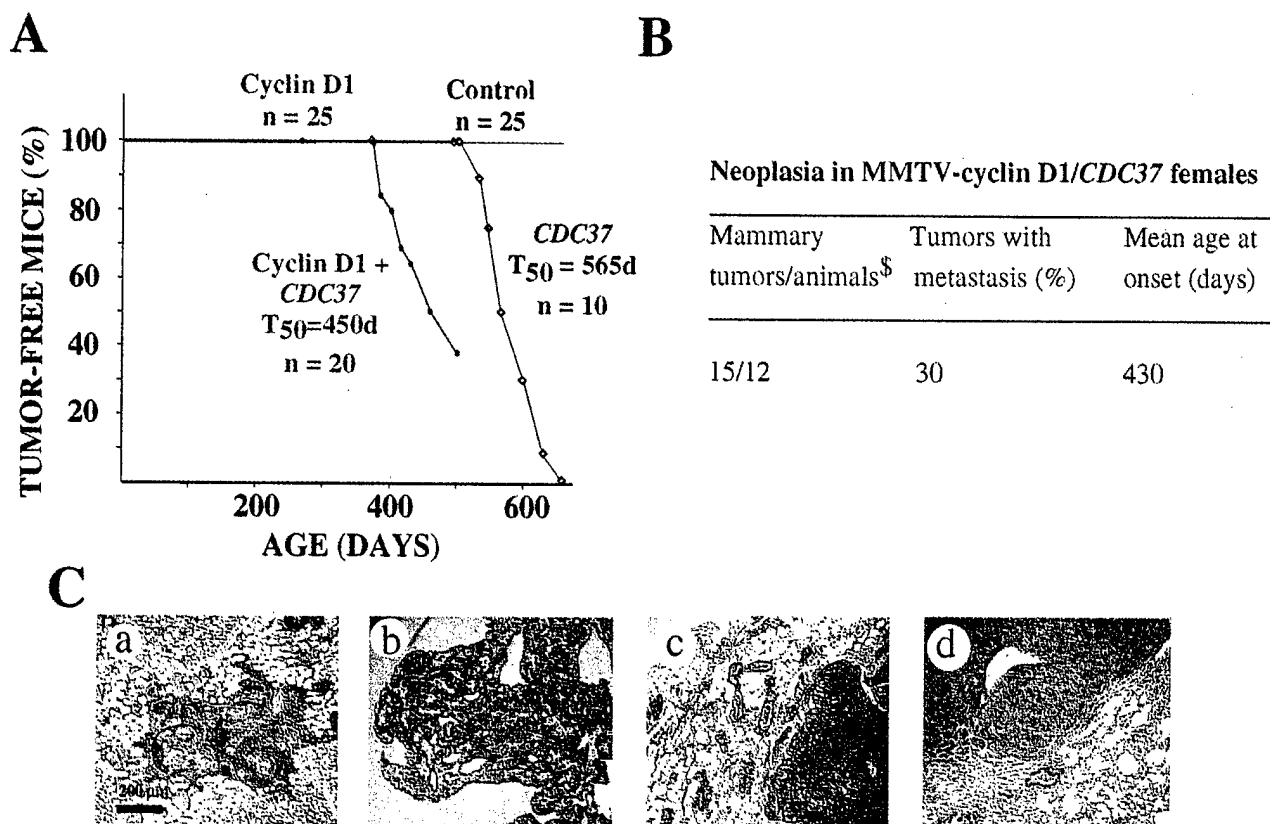 A
B
Cyclin D1
n = 25
Control
n = 25
TUMOR-FREE MICE (%)
100
80
60
40
20
CDC37
T50 = 565d
n = 10
Cyclin D1 +
CDC37
T50=450d
n = 20
200
400
600
AGE (DAYS)
Neoplasia in MMTV-cyclin D1/CDC37 females
Mammary Tumors with Mean age at
tumors/animals$ metastasis (%) onset (days)
15/12 30 430
C
a
b
c
d
200 µm